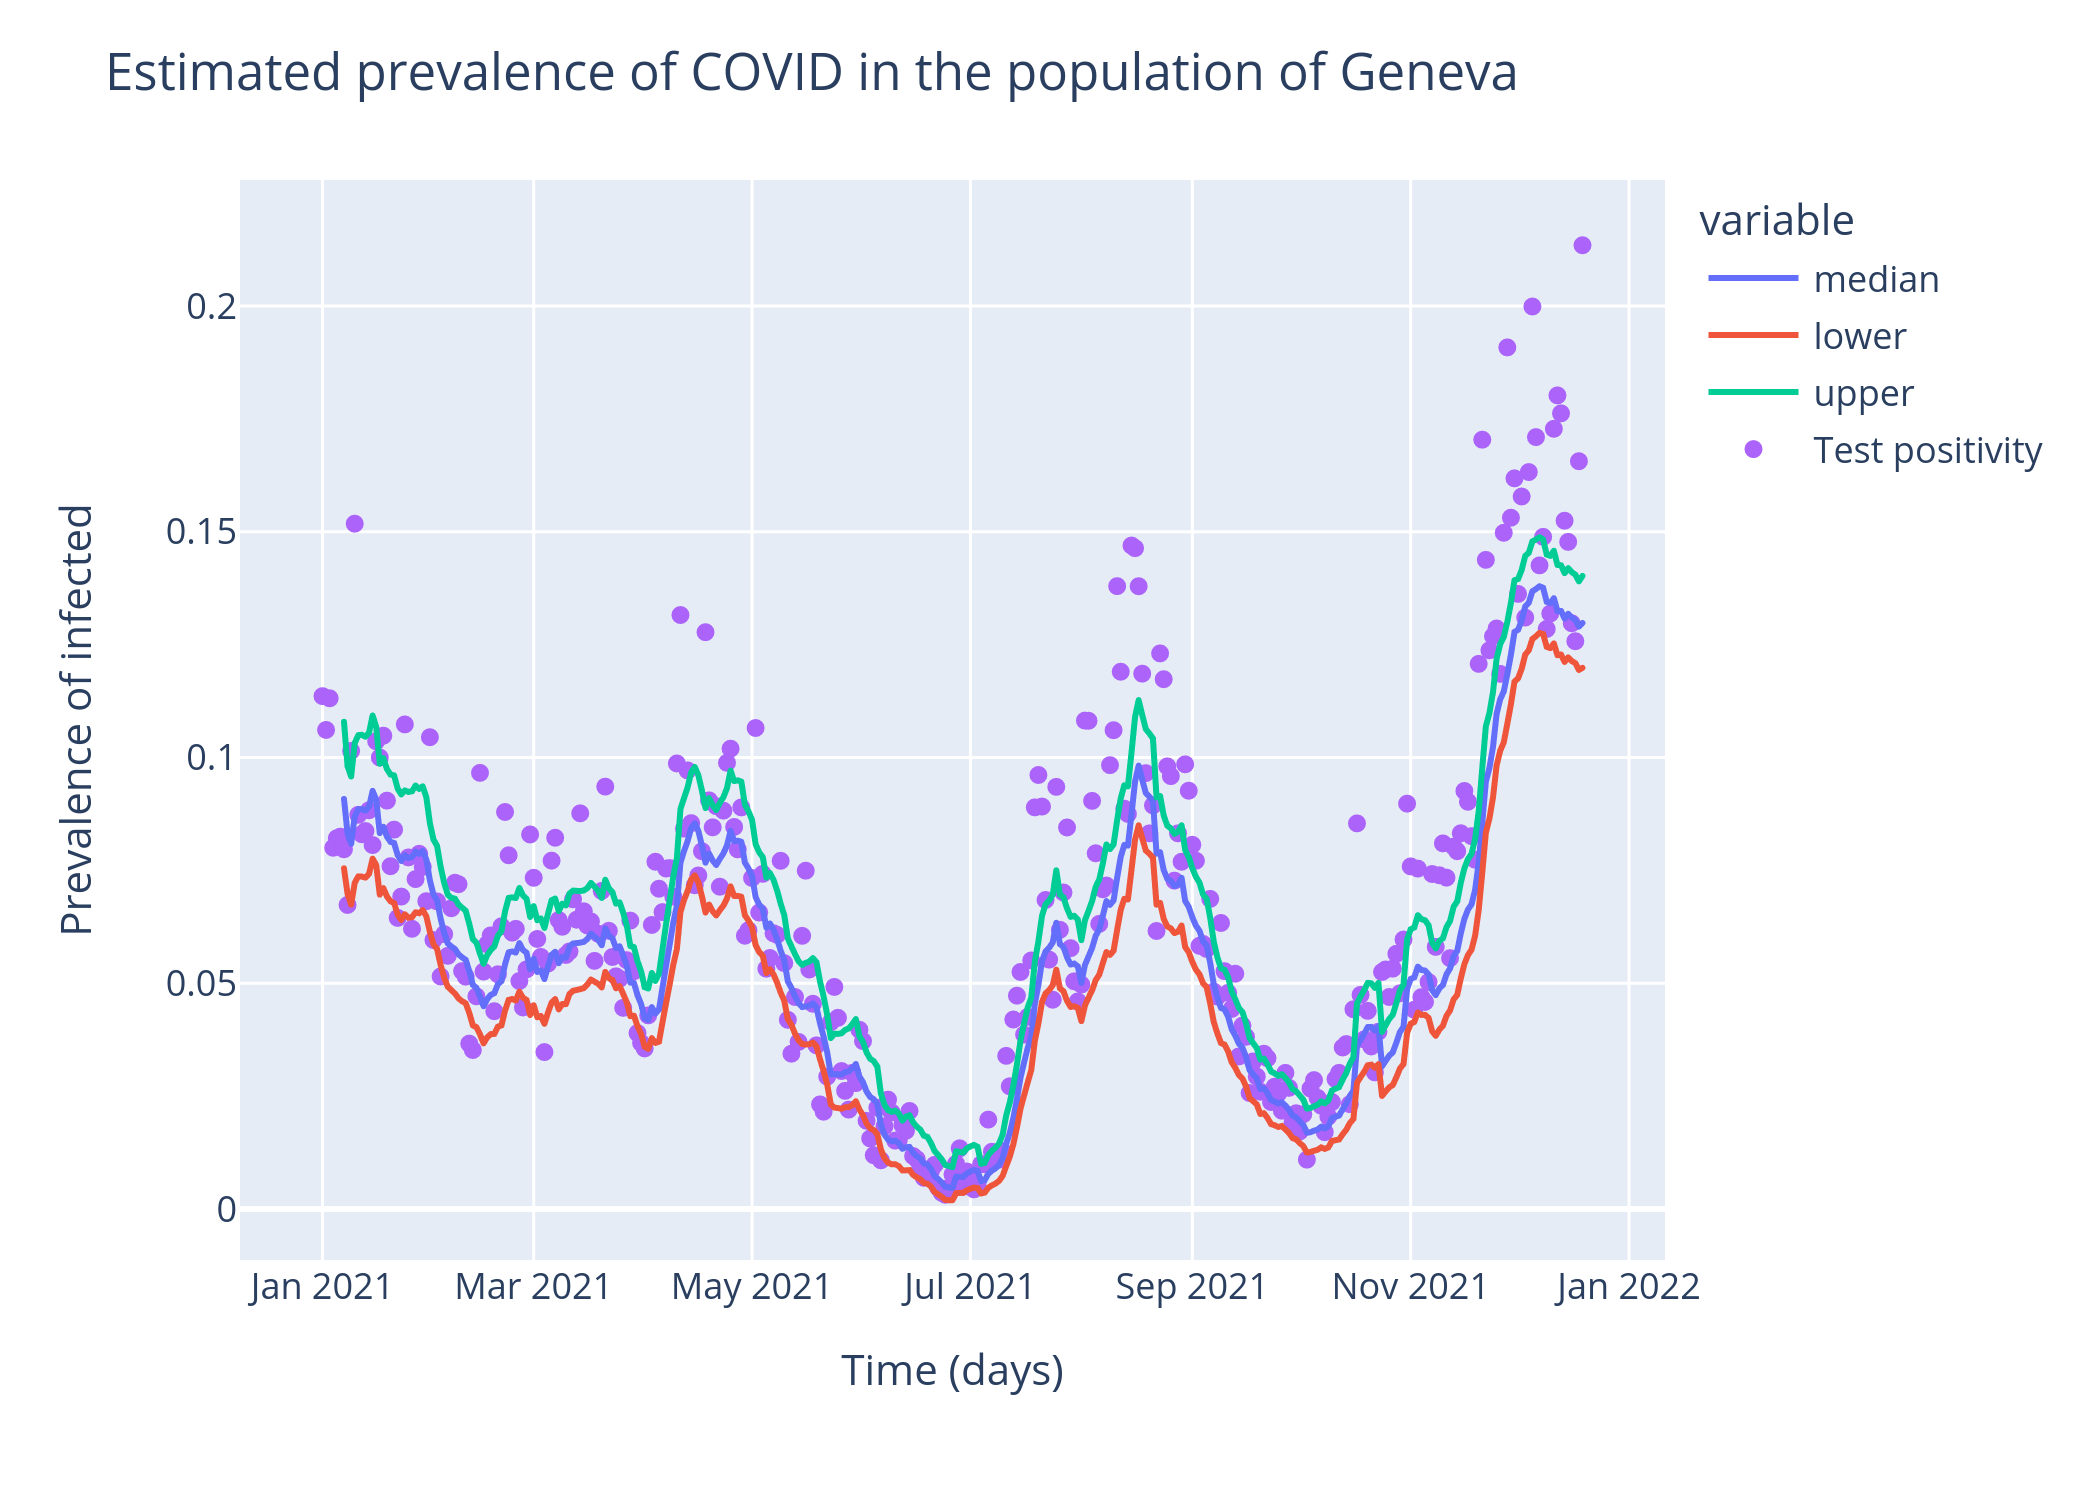 Estimated prevalence of COVID in the population of Geneva
variable
median
lower
upper
Test positivity
Prevalence of infected
0.2
0.15
0.1
0.05
0
Jan 2021 Mar 2021 May 2021 Jul 2021 Sep 2021 Nov 2021 Jan 2022
Time (days)